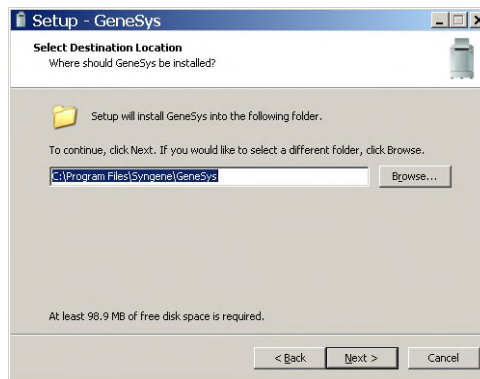 Setup - GeneSys
Select Destination Location
Where should GeneSys be installed?
Setup will install GeneSys into the following folder.
To continue, click Next. If you would like to select a different folder, click Browse.
C:\Program Files\Syngene\GeneSys
Browse...
At least 98.9 MB of free disk space is required.
< Back
Next >
Cancel